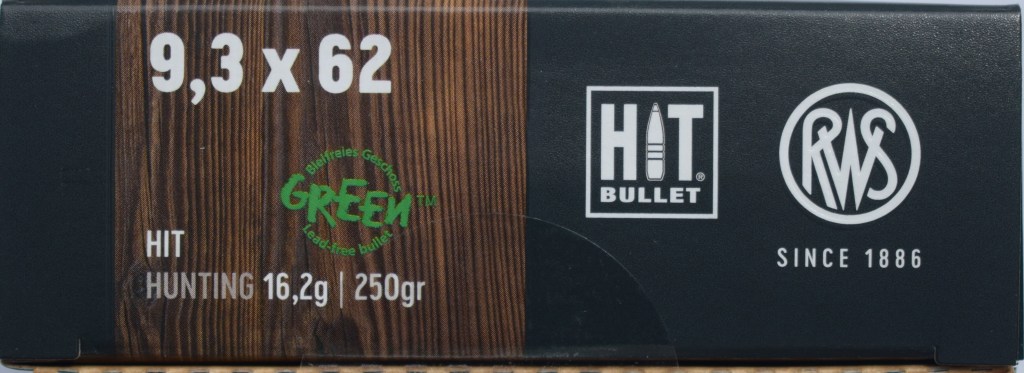 9,3 x 62
Bleifreies Geschoss
GREEN™
Lead-free bullet
HIT
HUNTING 16,2g | 250gr
HIT®
BULLET
RWS
SINCE 1886